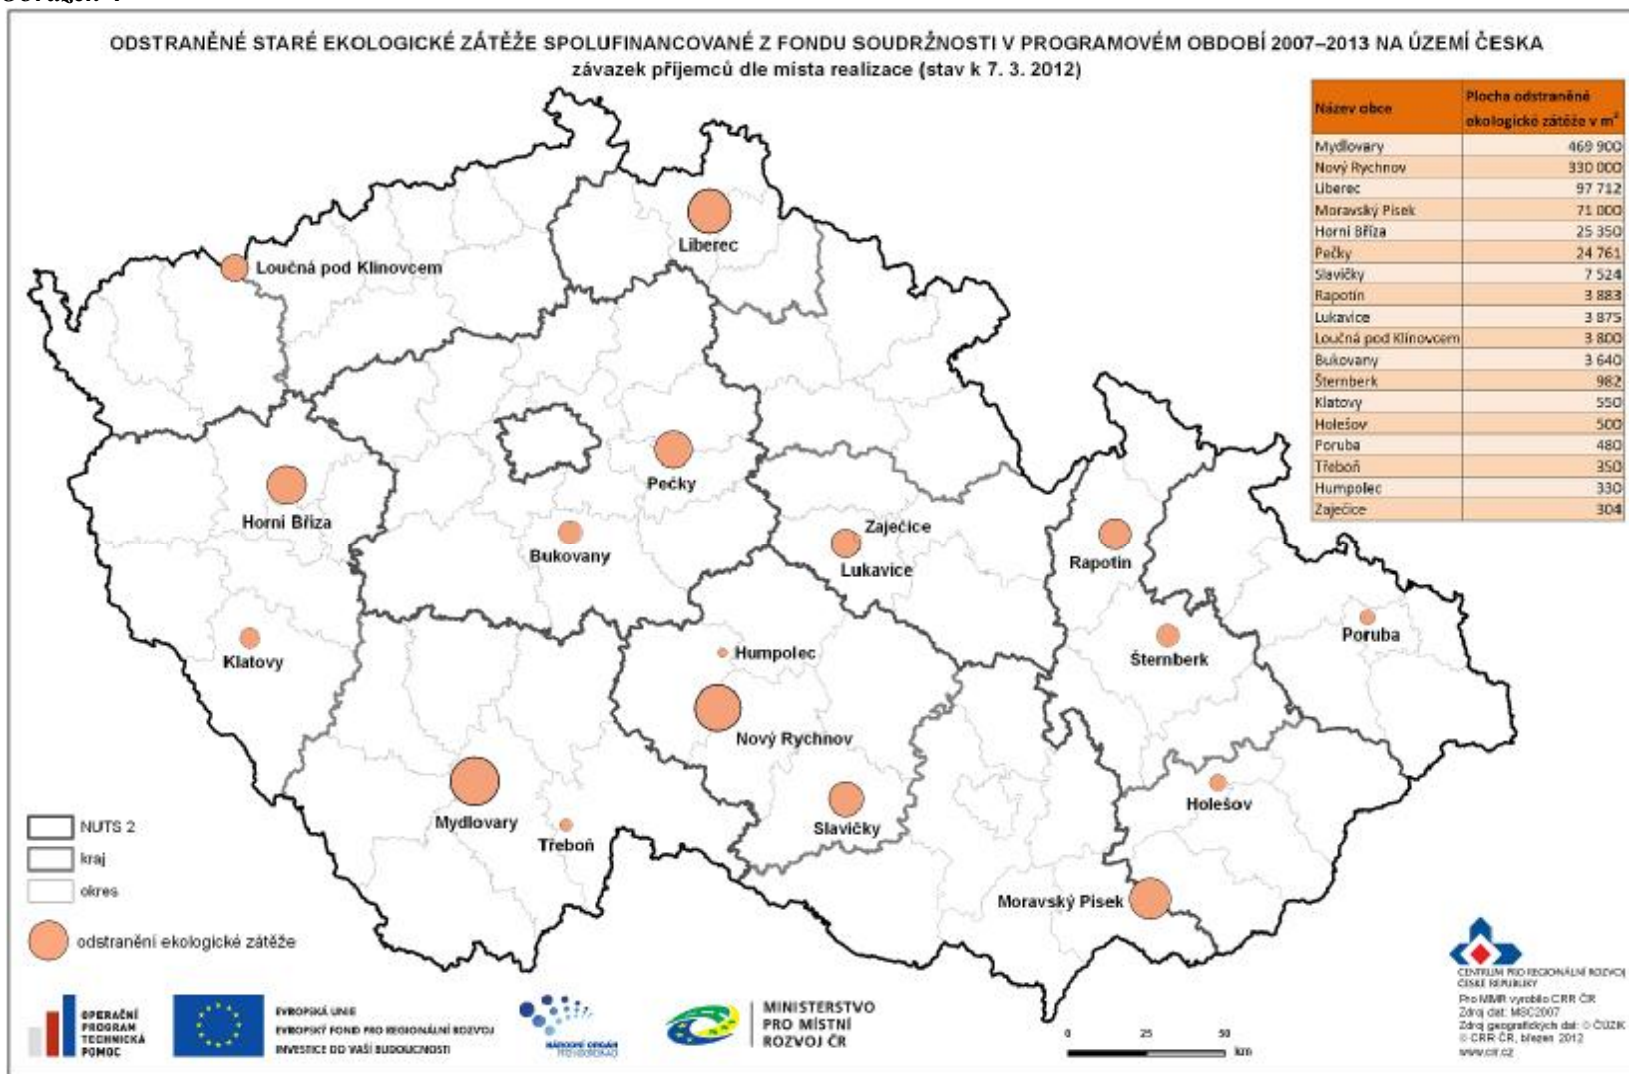 ODSTRANĚNÉ STARÉ EKOLOGICKÉ ZÁTĚŽE SPOLUFINANCOVANÉ Z FONDU SOUDRŽNOSTI V PROGRAMOVÉM OBDOBÍ 2007–2013 NA ÚZEMÍ ČESKA
závazek příjemců dle místa realizace (stav k 7. 3. 2012)
Název obce Plocha odstraněné ekologické zátěže v m²
Mydlovary 469 900
Nový Rychnov 330 000
Liberec 97 712
Moravský Písek 71 000
Horní Bříza 25 350
Pečky 24 761
Slavičky 7 524
Rapotín 3 883
Lukavice 3 875
Loučná pod Klínovcem 3 800
Bukovany 3 640
Šternberk 982
Klatovy 550
Holešov 500
Poruba 480
Třeboň 350
Humpolec 330
Zaječice 304
Liberec
Loučná pod Klínovcem
Pečky
Horní Bříza
Zaječice
Bukovany
Lukavice
Rapotín
Poruba
Klatovy
Humpolec
Šternberk
Nový Rychnov
Holešov
Mydlovary
Slavičky
Třeboň
Moravský Písek
NUTS 2
kraj
okres
odstranění ekologické zátěže
OPERAČNÍ
PROGRAM
TECHNICKÁ
POMOC
EVROPSKÁ UNIE
EVROPSKÝ FOND PRO REGIONÁLNÍ ROZVOJ
INVESTICE DO VAŠÍ BUDOUCNOSTI
NÁRODNÍ ORGÁN
PRO KOORDINACI
MINISTERSTVO
PRO MÍSTNÍ
ROZVOJ ČR
0 25 50
km
CENTRUM PRO REGIONÁLNÍ ROZVOJ
ČESKÉ REPUBLIKY
Pro MMR vyrobilo CRR ČR
Zdroj dat: MSC2007
Zdroj geografických dat: © ČÚZK
© CRR ČR, březen 2012
www.crr.cz